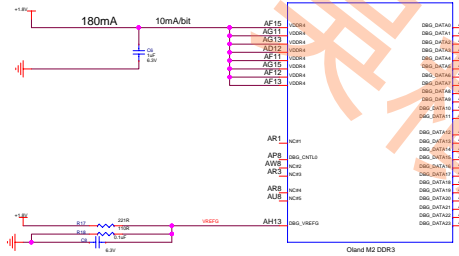 +1.8V
180mA
10mA/bit
C6
1uF
6.3V
AF15 VDDR4
AG11 VDDR4
AG13 VDDR4
AD12 VDDR4
AF11 VDDR4
AG15 VDDR4
AF12 VDDR4
AF13 VDDR4
AR1 NC#1
AP8 DBG_CNTL0
AW8 NC#2
AR3 NC#3
AR8 NC#4
AU8 NC#5
AH13 DBG_VREFG
DBG_DATA0
DBG_DATA1
DBG_DATA2
DBG_DATA3
DBG_DATA4
DBG_DATA5
DBG_DATA6
DBG_DATA7
DBG_DATA8
DBG_DATA9
DBG_DATA10
DBG_DATA11
DBG_DATA12
DBG_DATA13
DBG_DATA14
DBG_DATA15
DBG_DATA16
DBG_DATA17
DBG_DATA18
DBG_DATA19
DBG_DATA20
DBG_DATA21
DBG_DATA22
DBG_DATA23
+1.8V
R17 221R
VREFG
R18 110R
0.1uF
6.3V
Oland M2 DDR3